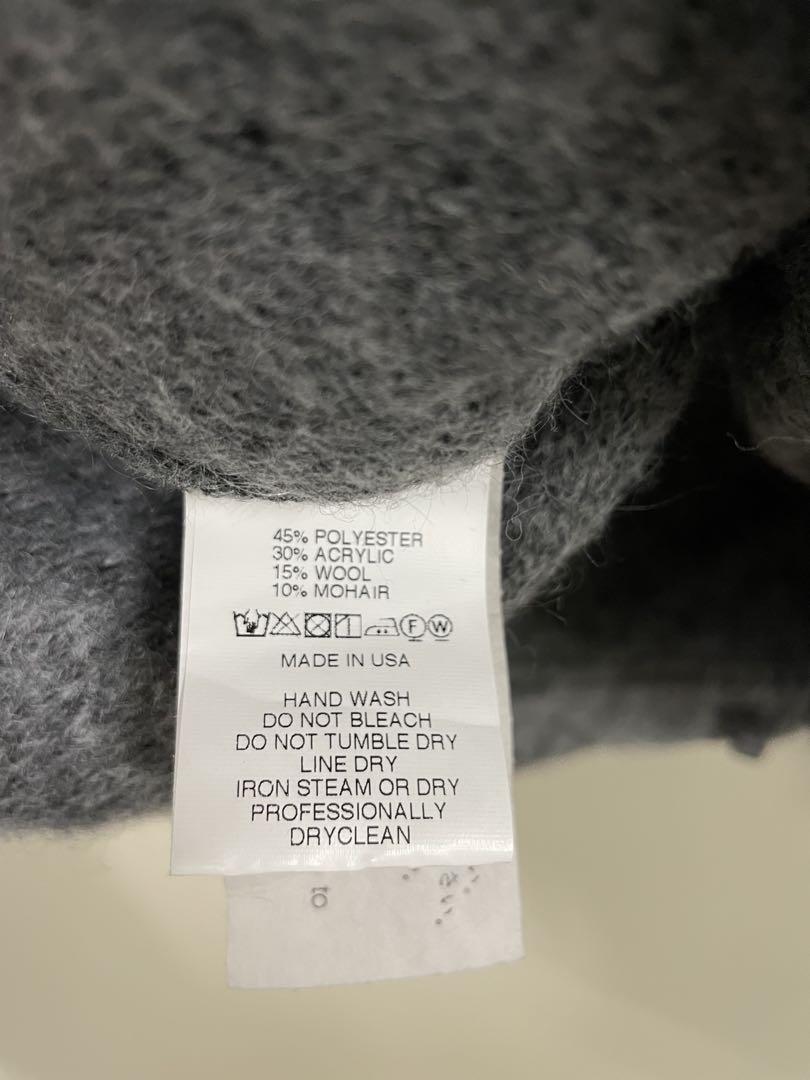 45% POLYESTER
30% ACRYLIC
15% WOOL
10% MOHAIR
F W
MADE IN USA
HAND WASH
DO NOT BLEACH
DO NOT TUMBLE DRY
LINE DRY
IRON STEAM OR DRY
PROFESSIONALLY
DRYCLEAN